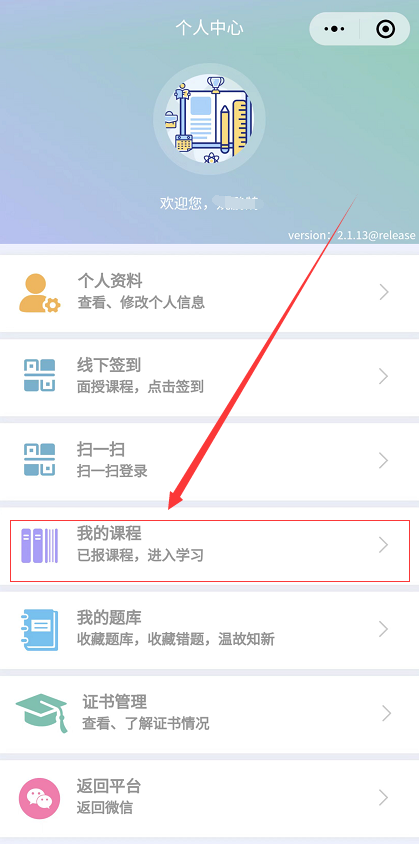 个人中心
欢迎您，
version：2.1.13@release
个人资料
查看、修改个人信息
线下签到
面授课程，点击签到
扫一扫
扫一扫登录
我的课程
已报课程，进入学习
我的题库
收藏题库，收藏错题，温故知新
证书管理
查看、了解证书情况
返回平台
返回微信